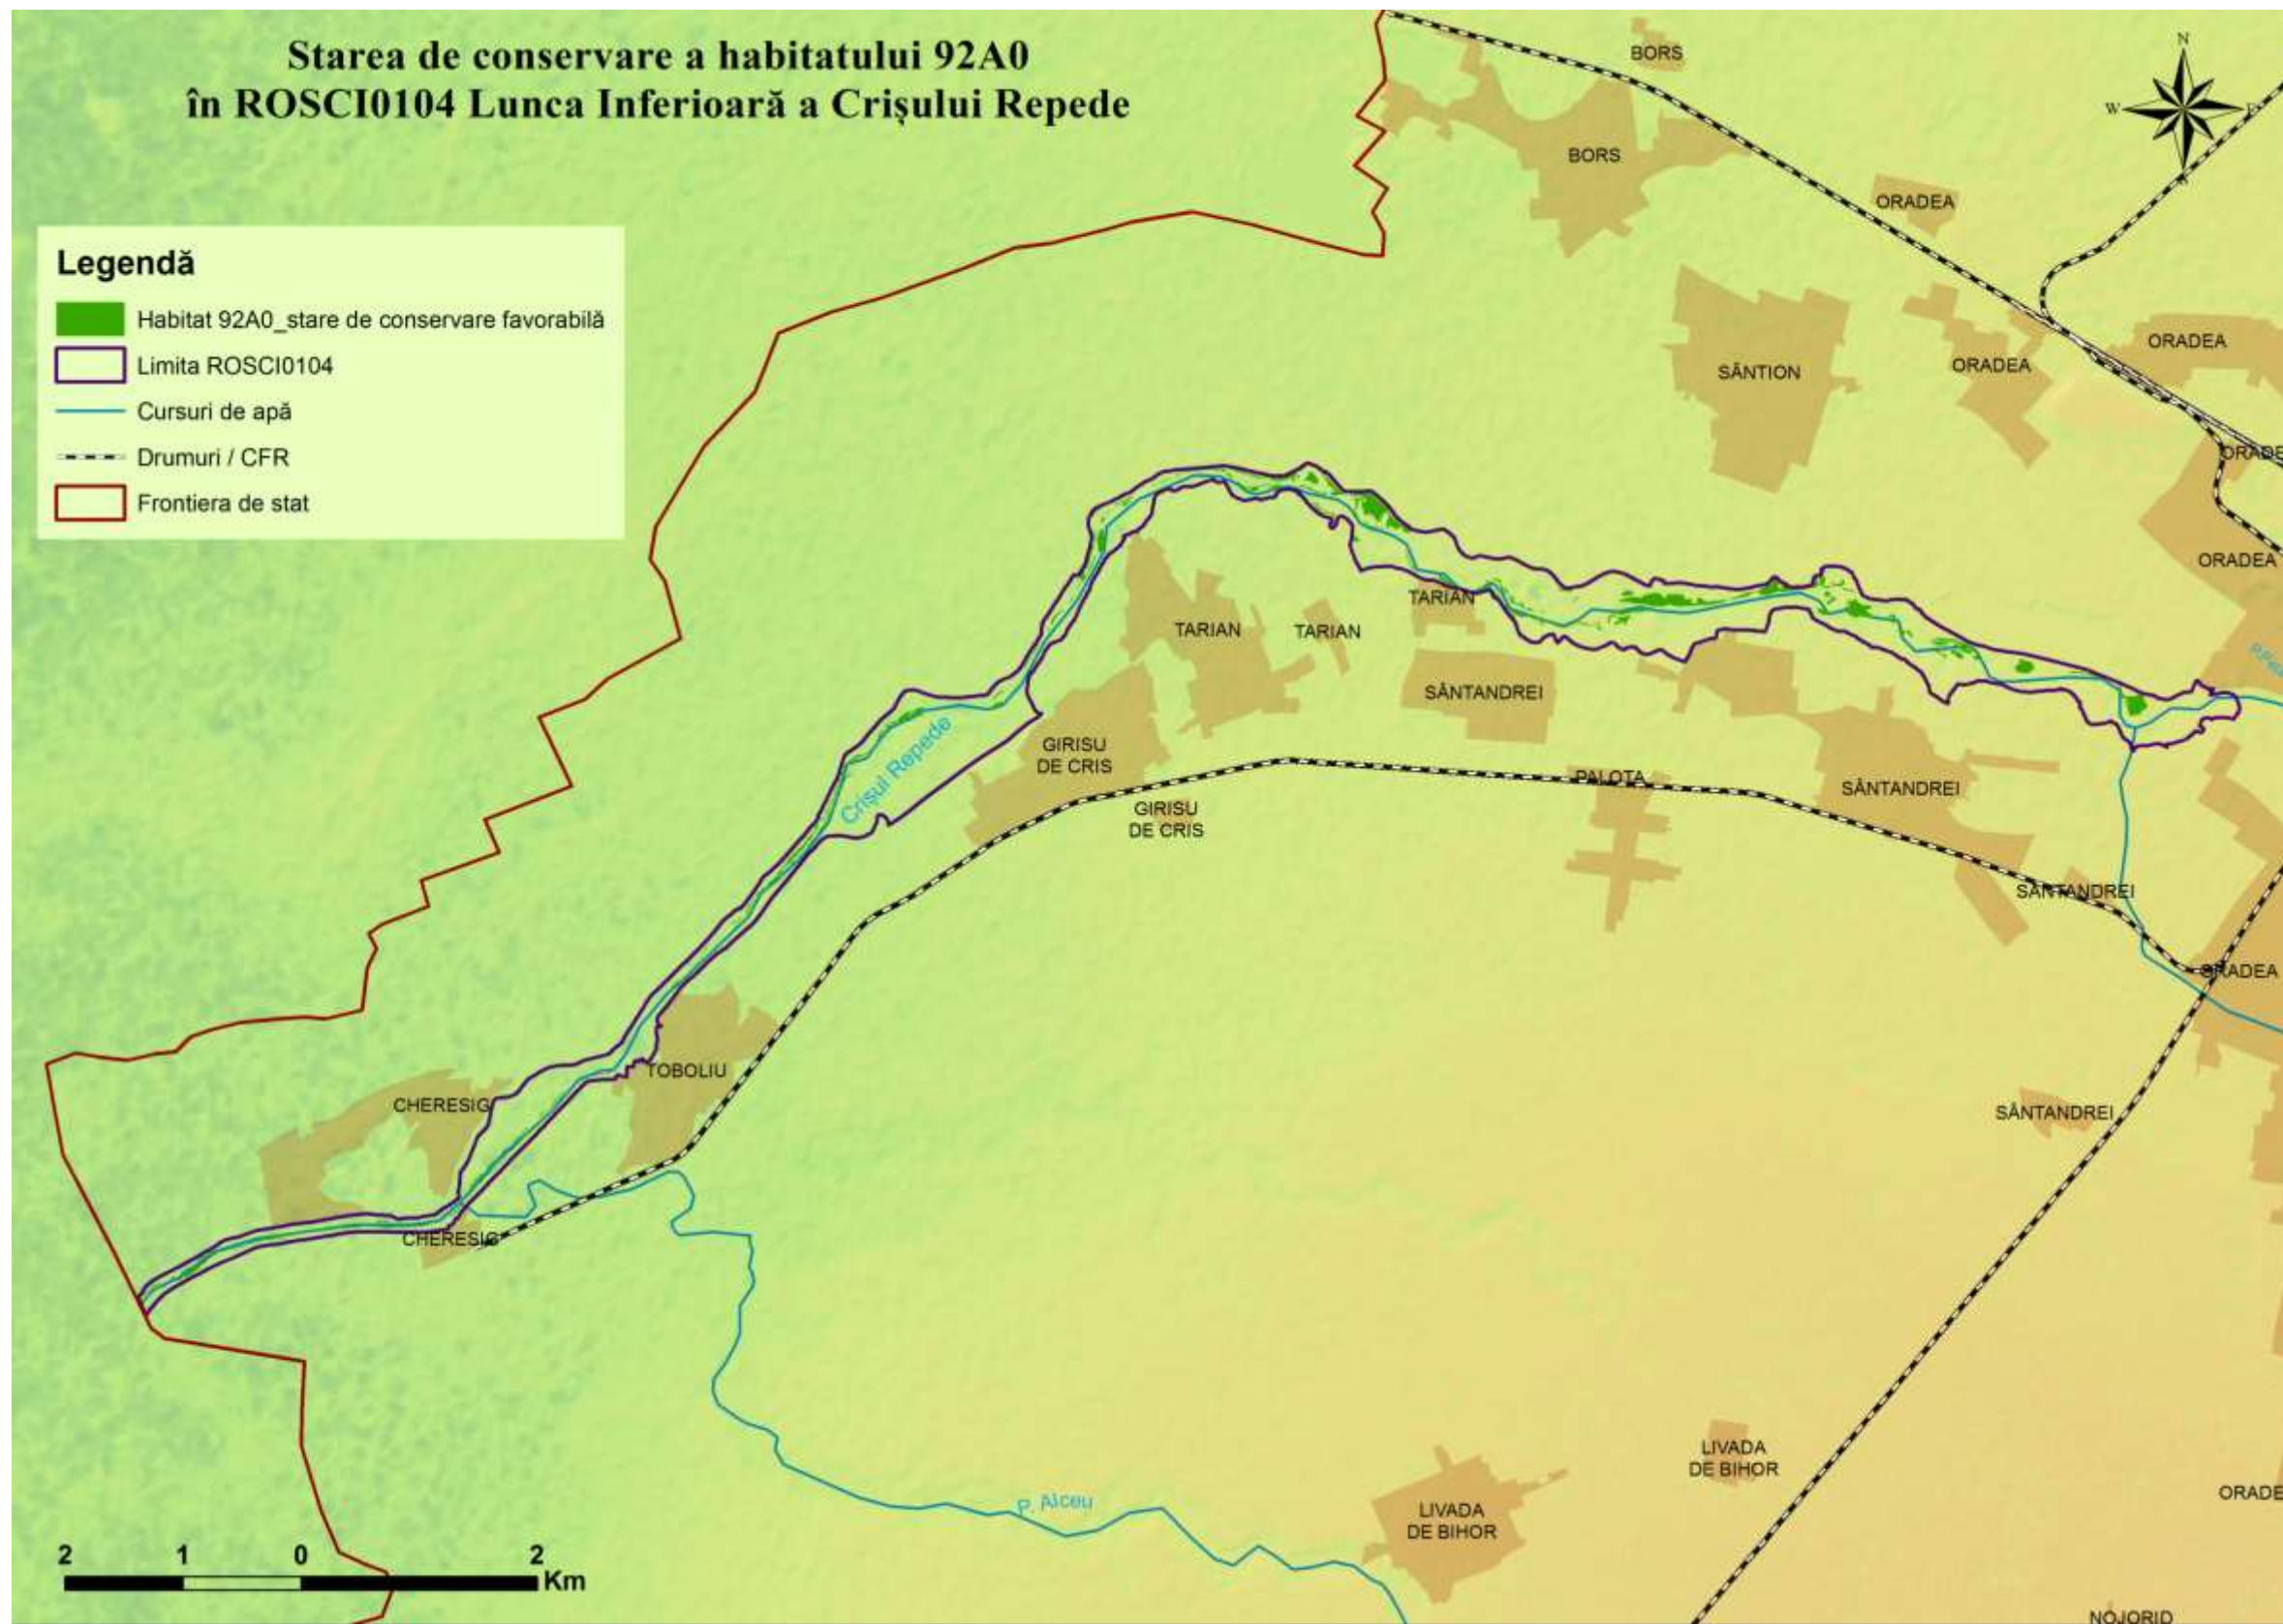 Starea de conservare a habitatului 92A0
în ROSCI0104 Lunca Inferioară a Crișului Repede
N
W
E
Legendă
Habitat 92A0_stare de conservare favorabilă
Limita ROSCI0104
Cursuri de apă
Drumuri / CFR
Frontiera de stat
BORS
BORS
ORADEA
ORADEA
ORADEA
SÂNTION
ORADE
ORADEA
TARIAN
TARIAN
TARIAN
SÂNTANDREI
GIRISU
DE CRIS
Crișul Repede
PALOTA
SÂNTANDREI
GIRISU
DE CRIS
SÂNTANDREI
ORADEA
TOBOLIU
CHERESIG
SÂNTANDREI
CHERESIG
LIVADA
DE BIHOR
ORADE
P. Alceu
LIVADA
DE BIHOR
2 1 0 2
Km
NOJORID